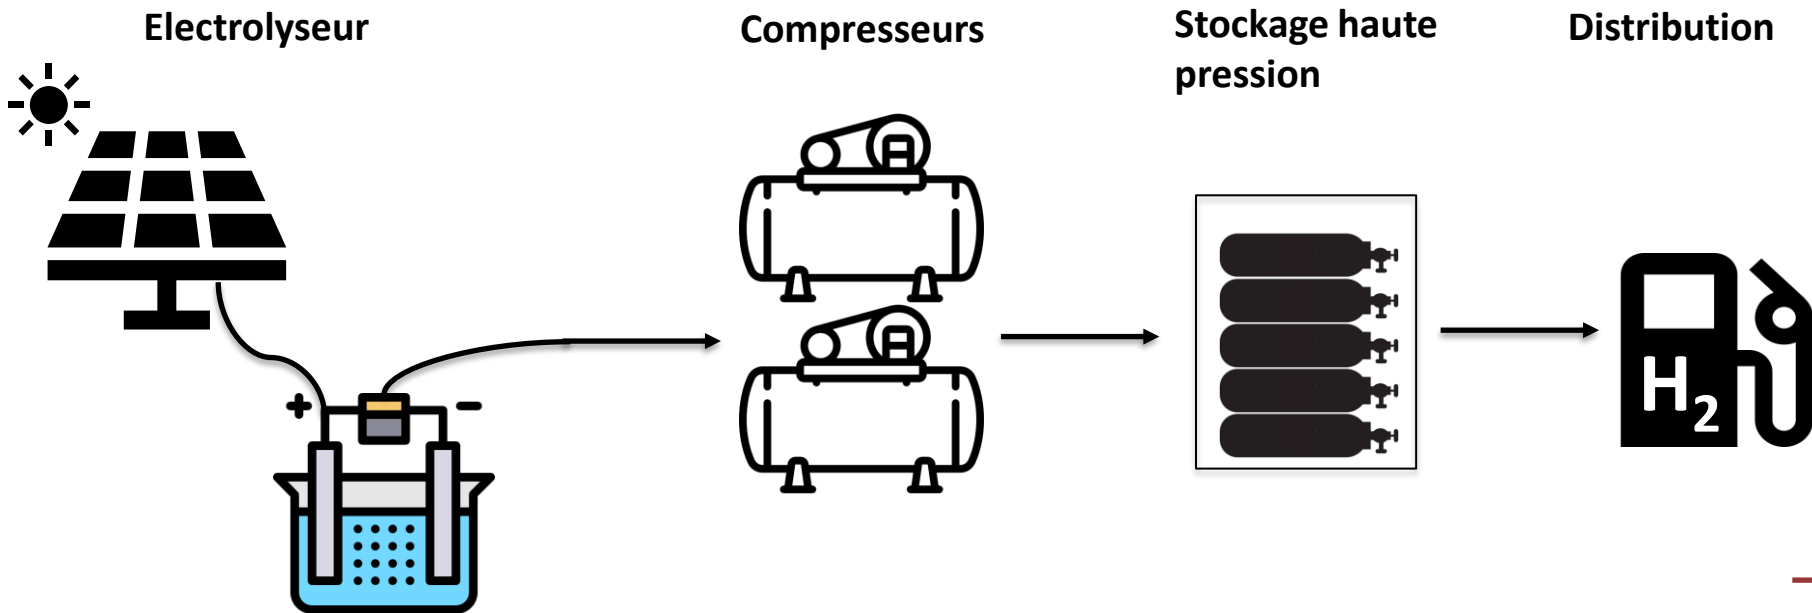 Electrolyseur
Compresseurs
Stockage haute
pression
Distribution
+ −
H2